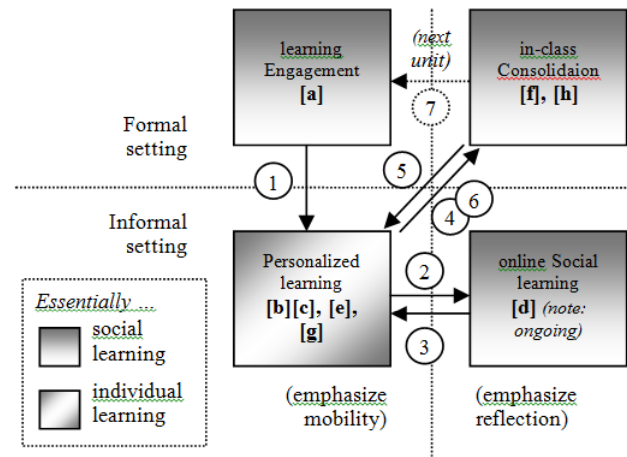 learning
Engagement
[a]
(next
unit)
in-class
Consolidaion
[f], [h]
7
Formal
setting
1
5
4
6
Informal
setting
Personalized
learning
[b][c], [e],
[g]
2
3
online Social
learning
[d] (note:
ongoing)
Essentially ...
social
learning
individual
learning
(emphasize
mobility)
(emphasize
reflection)